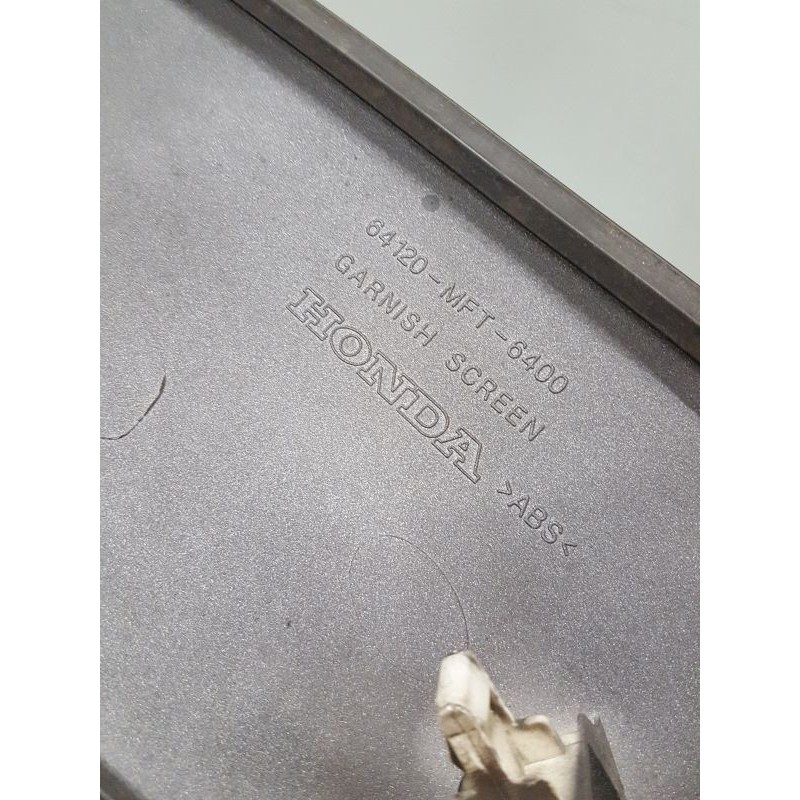 64120-MFT-6400
GARNISH SCREEN
HONDA
>ABS<